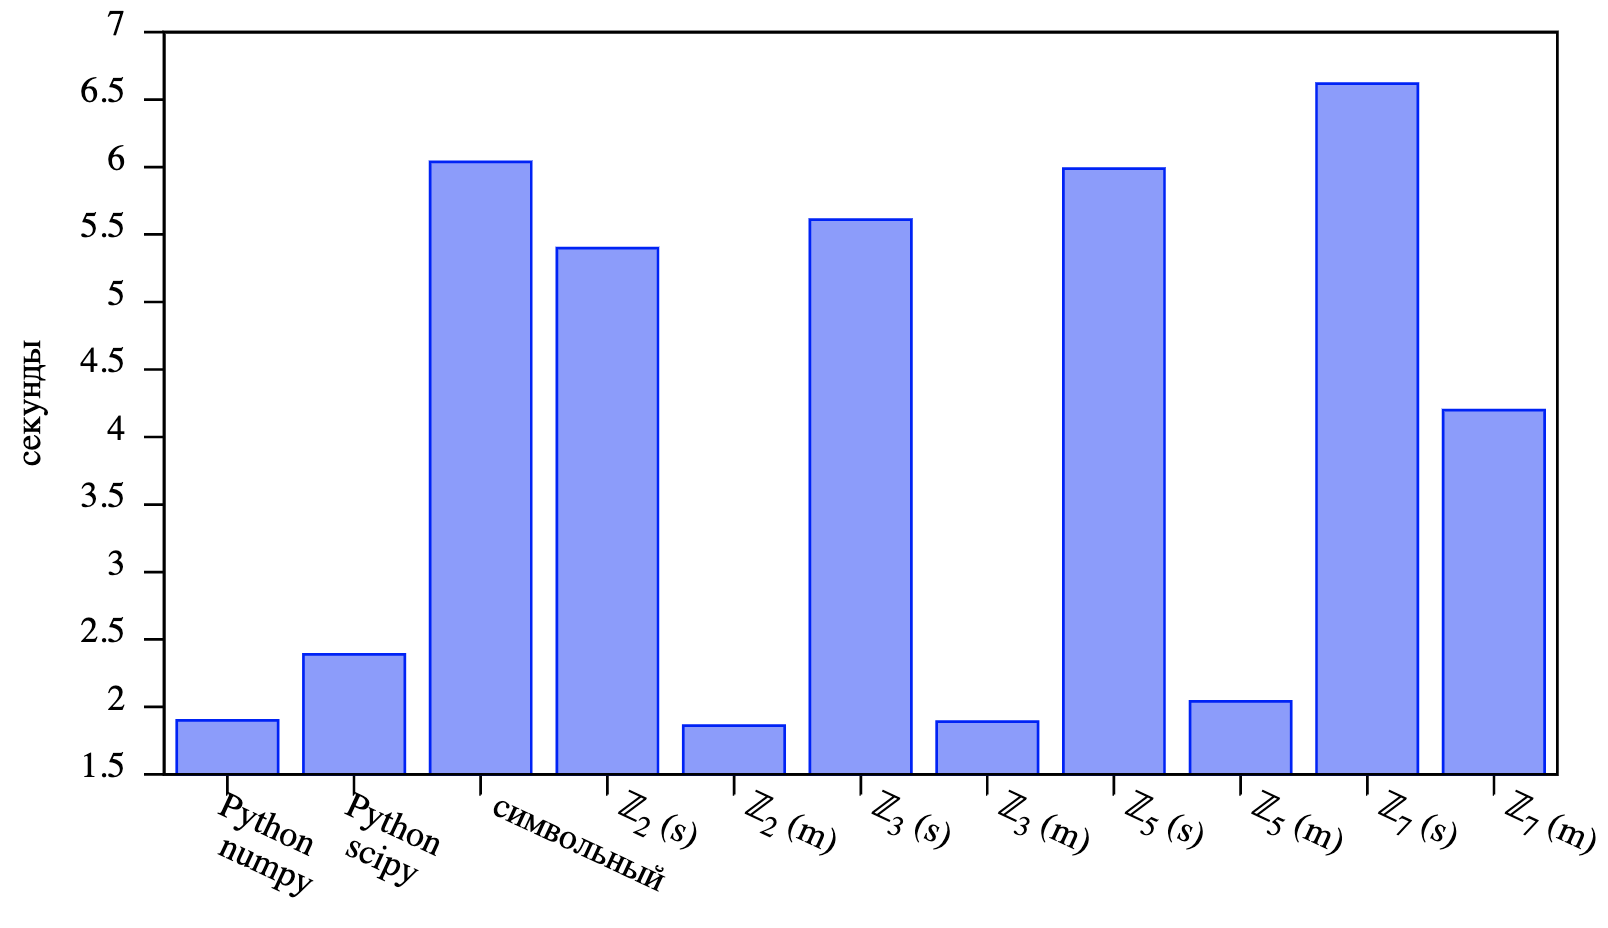 7
6.5
6
5.5
5
4.5
4
3.5
3
2.5
2
1.5
секунды
Python
numpy
Python
scipy
символьный
ℤ₂ (s)
ℤ₂ (m)
ℤ₃ (s)
ℤ₃ (m)
ℤ₅ (s)
ℤ₅ (m)
ℤ₇ (s)
ℤ₇ (m)